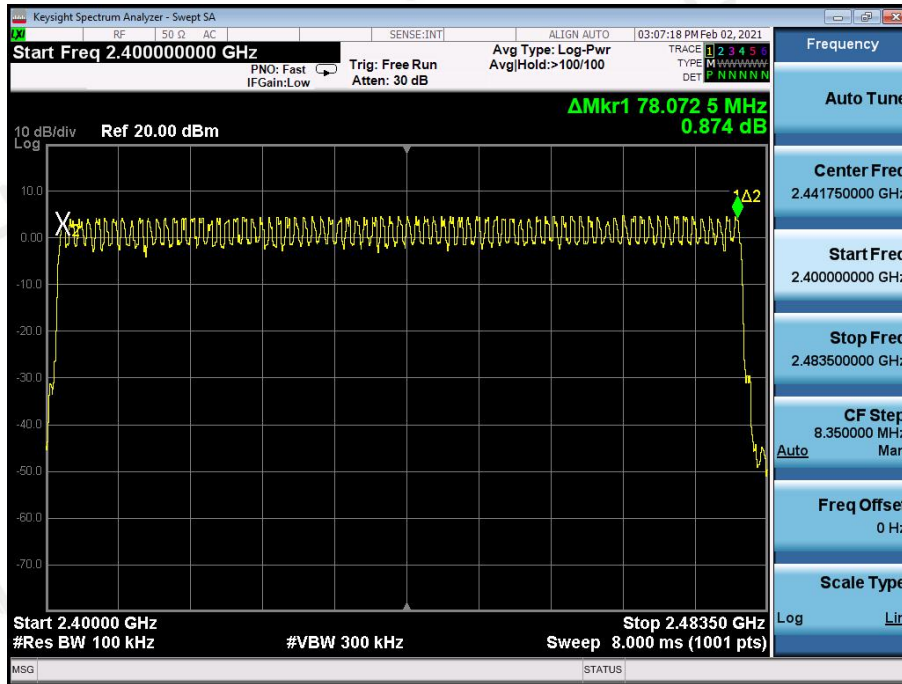 Keysight Spectrum Analyzer - Swept SA
LXI
RF 50 Ω AC SENSE:INT ALIGN AUTO 03:07:18 PM Feb 02, 2021
Start Freq 2.400000000 GHz
PNO: Fast
IFGain:Low
Trig: Free Run
Atten: 30 dB
Avg Type: Log-Pwr
Avg|Hold:>100/100
TRACE 1 2 3 4 5 6
TYPE M W W W W W
DET P N N N N N
ΔMkr1 78.072 5 MHz
0.874 dB
10 dB/div Ref 20.00 dBm
Log
10.0
0.00
-10.0
-20.0
-30.0
-40.0
-50.0
-60.0
-70.0
X2
1Δ2
Start 2.40000 GHz Stop 2.48350 GHz
#Res BW 100 kHz #VBW 300 kHz Sweep 8.000 ms (1001 pts)
MSG STATUS
Frequency
Auto Tune
Center Freq
2.441750000 GHz
Start Freq
2.400000000 GHz
Stop Freq
2.483500000 GHz
CF Step
8.350000 MHz
Auto Man
Freq Offset
0 Hz
Scale Type
Log Lin